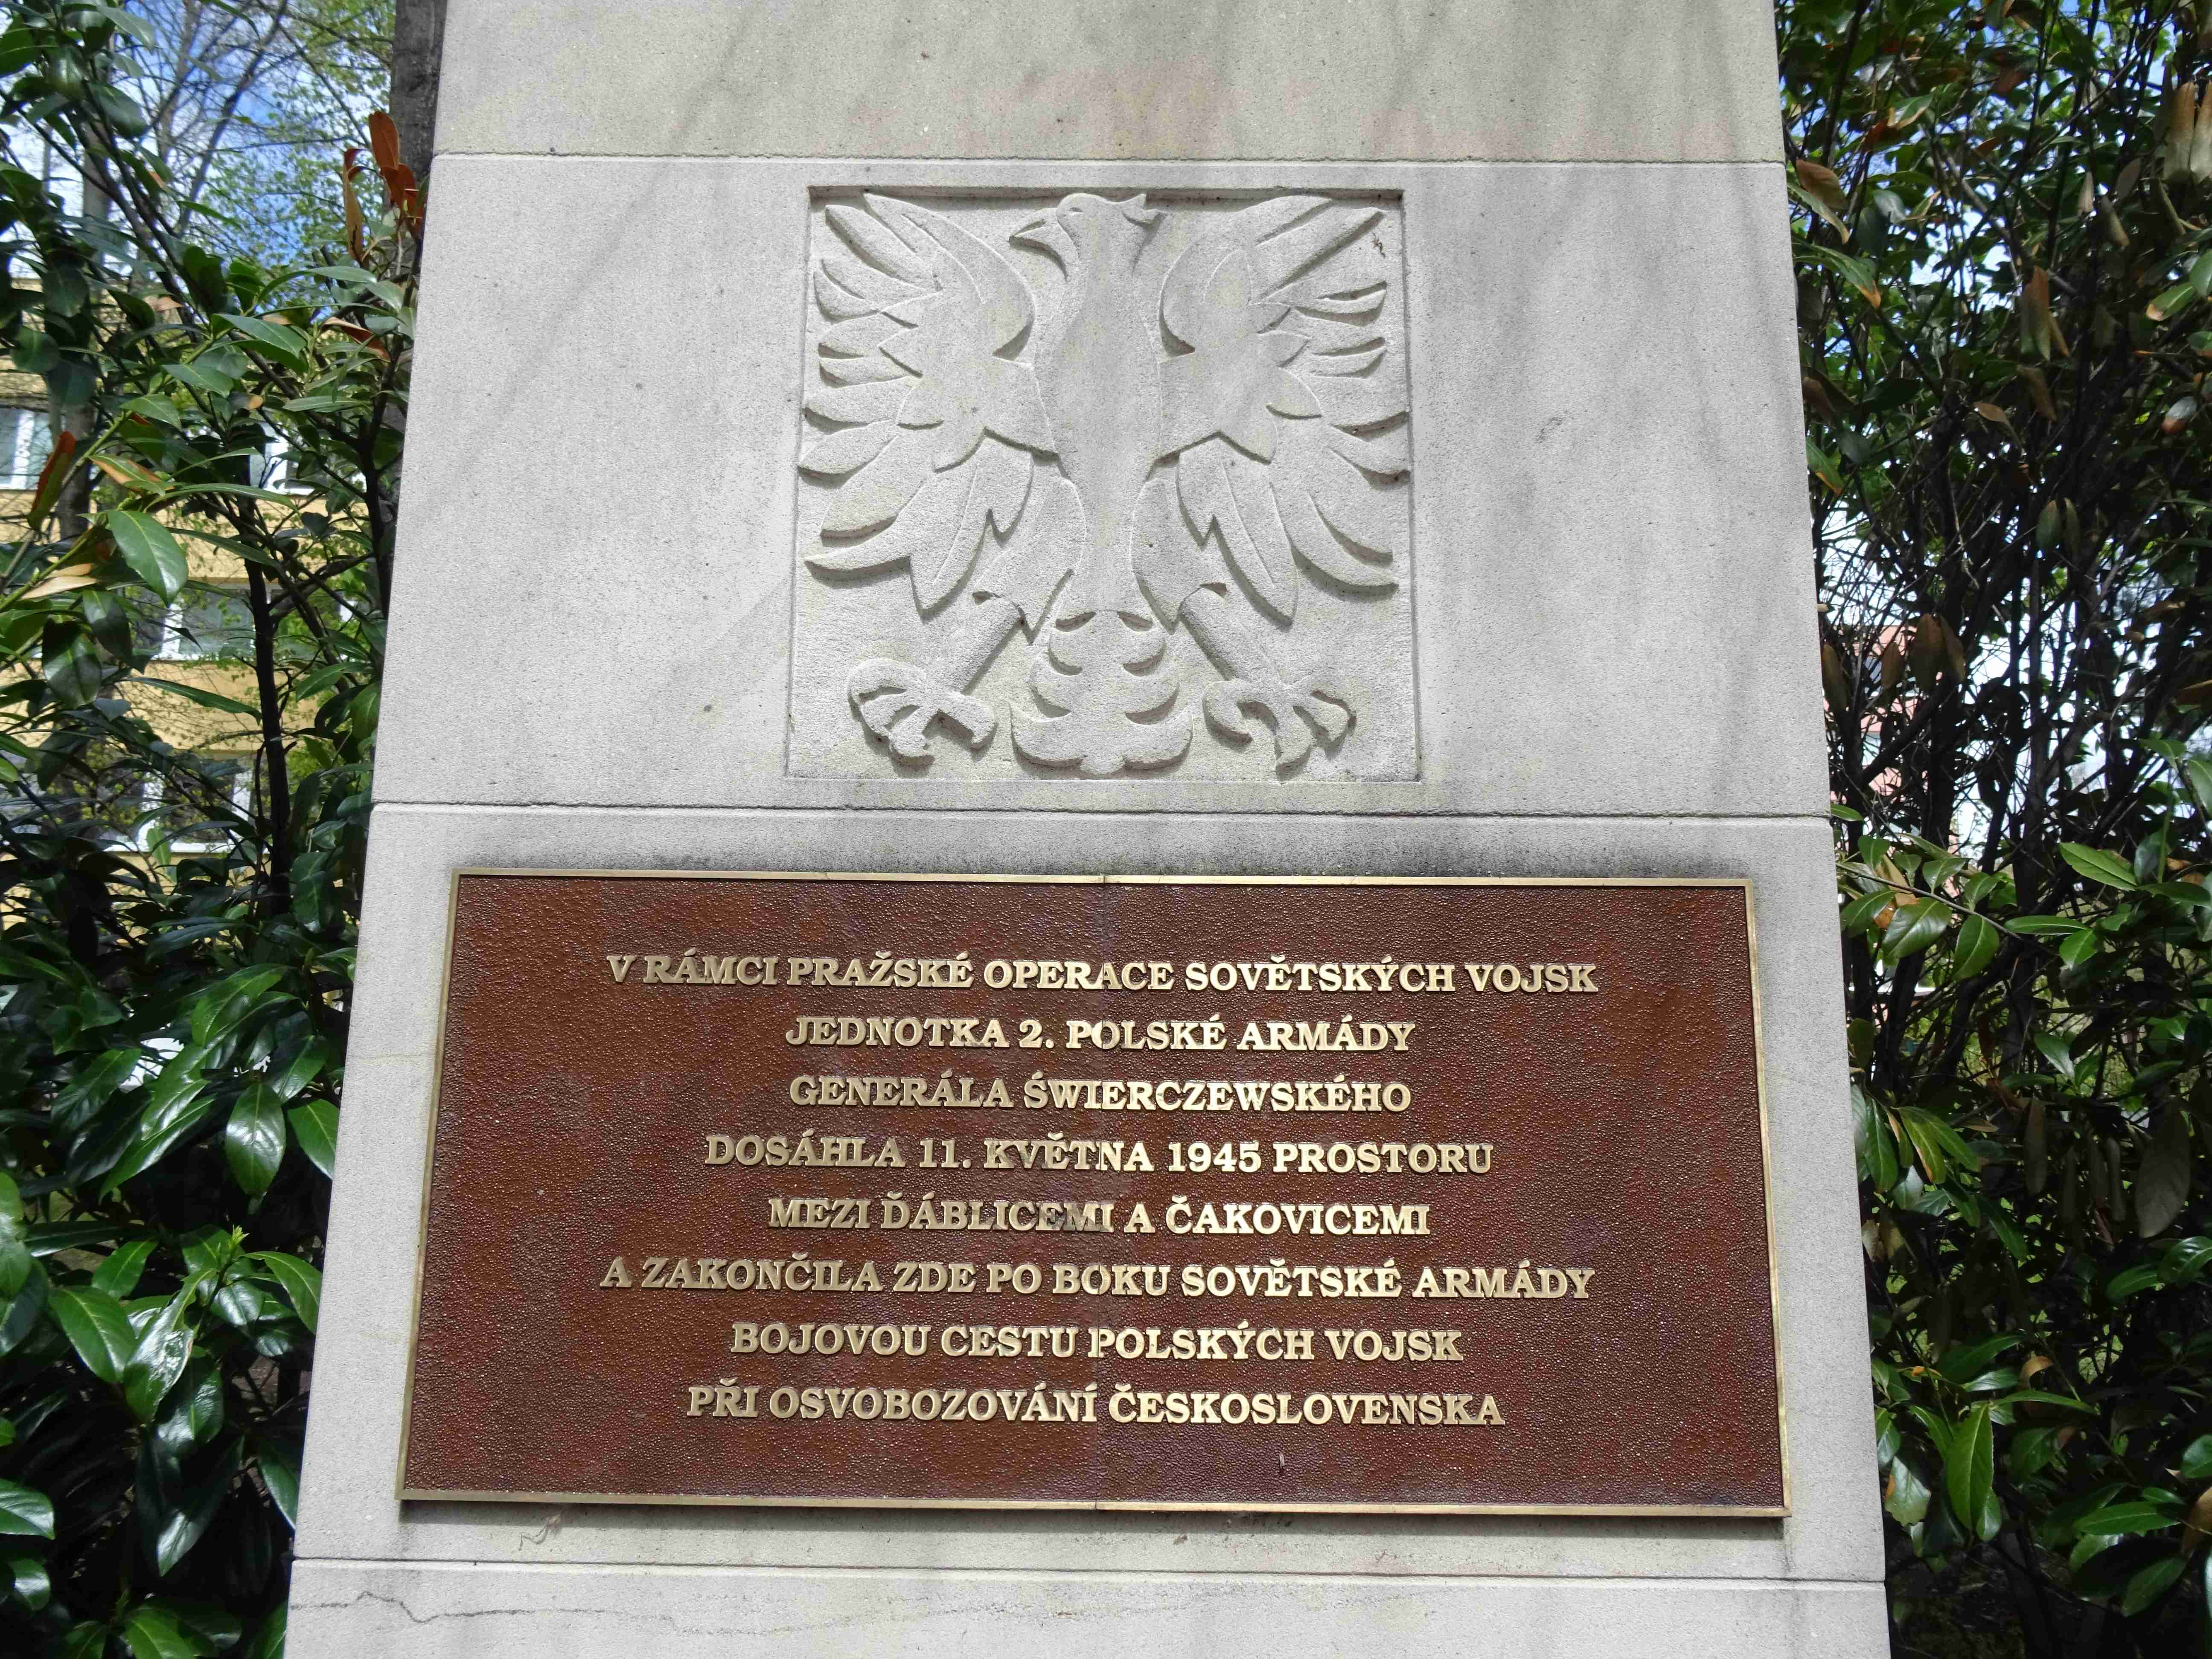 V RÁMCI PRAŽSKÉ OPERACE SOVĚTSKÝCH VOJSK
JEDNOTKA 2. POLSKÉ ARMÁDY
GENERÁLA ŚWIERCZEWSKÉHO
DOSÁHLA 11. KVĚTNA 1945 PROSTORU
MEZI ĎÁBLICEMI A ČAKOVICEMI
A ZAKONČILA ZDE PO BOKU SOVĚTSKÉ ARMÁDY
BOJOVOU CESTU POLSKÝCH VOJSK
PŘI OSVOBOZOVÁNÍ ČESKOSLOVENSKA